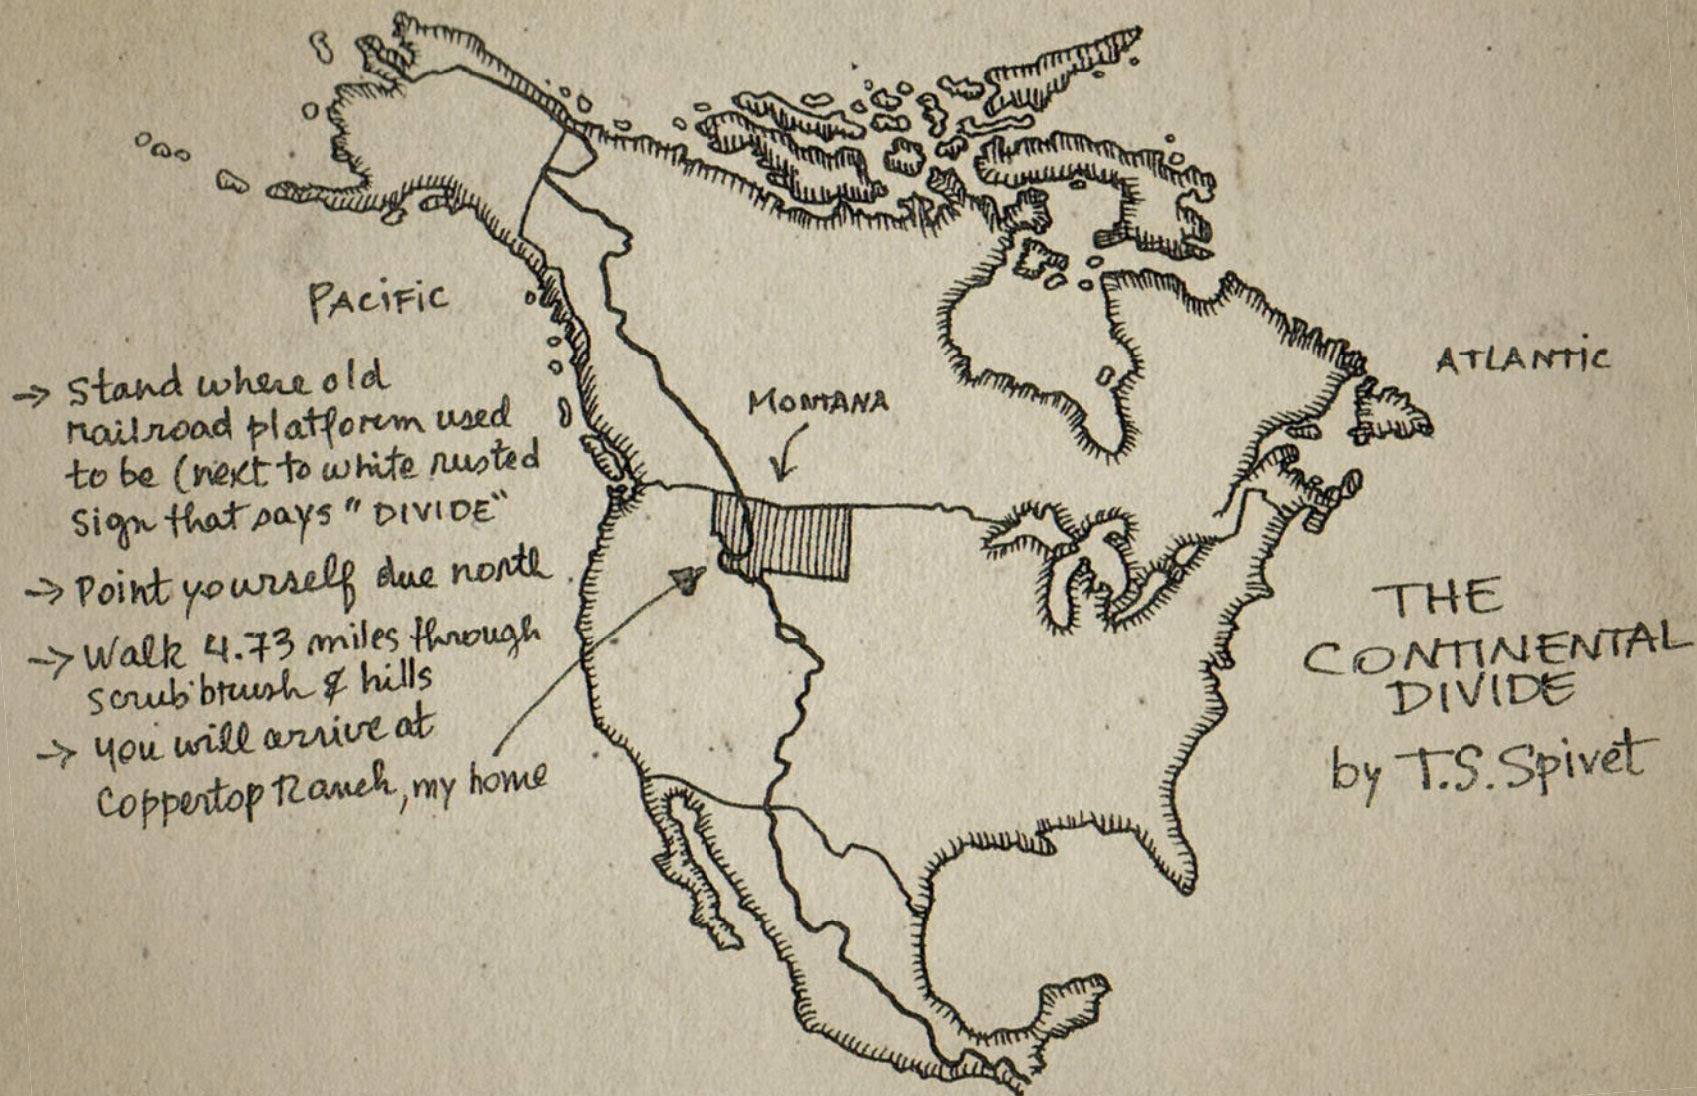 PACIFIC
ATLANTIC
MONTANA
→ Stand where old
railroad platform used
to be (next to white rusted
Sign that says "DIVIDE"
→ Point yourself due north
→ Walk 4.73 miles through
scrub brush & hills
→ You will arrive at
Coppertop Ranch, my home
THE
CONTINENTAL
DIVIDE
by T.S. Spivet